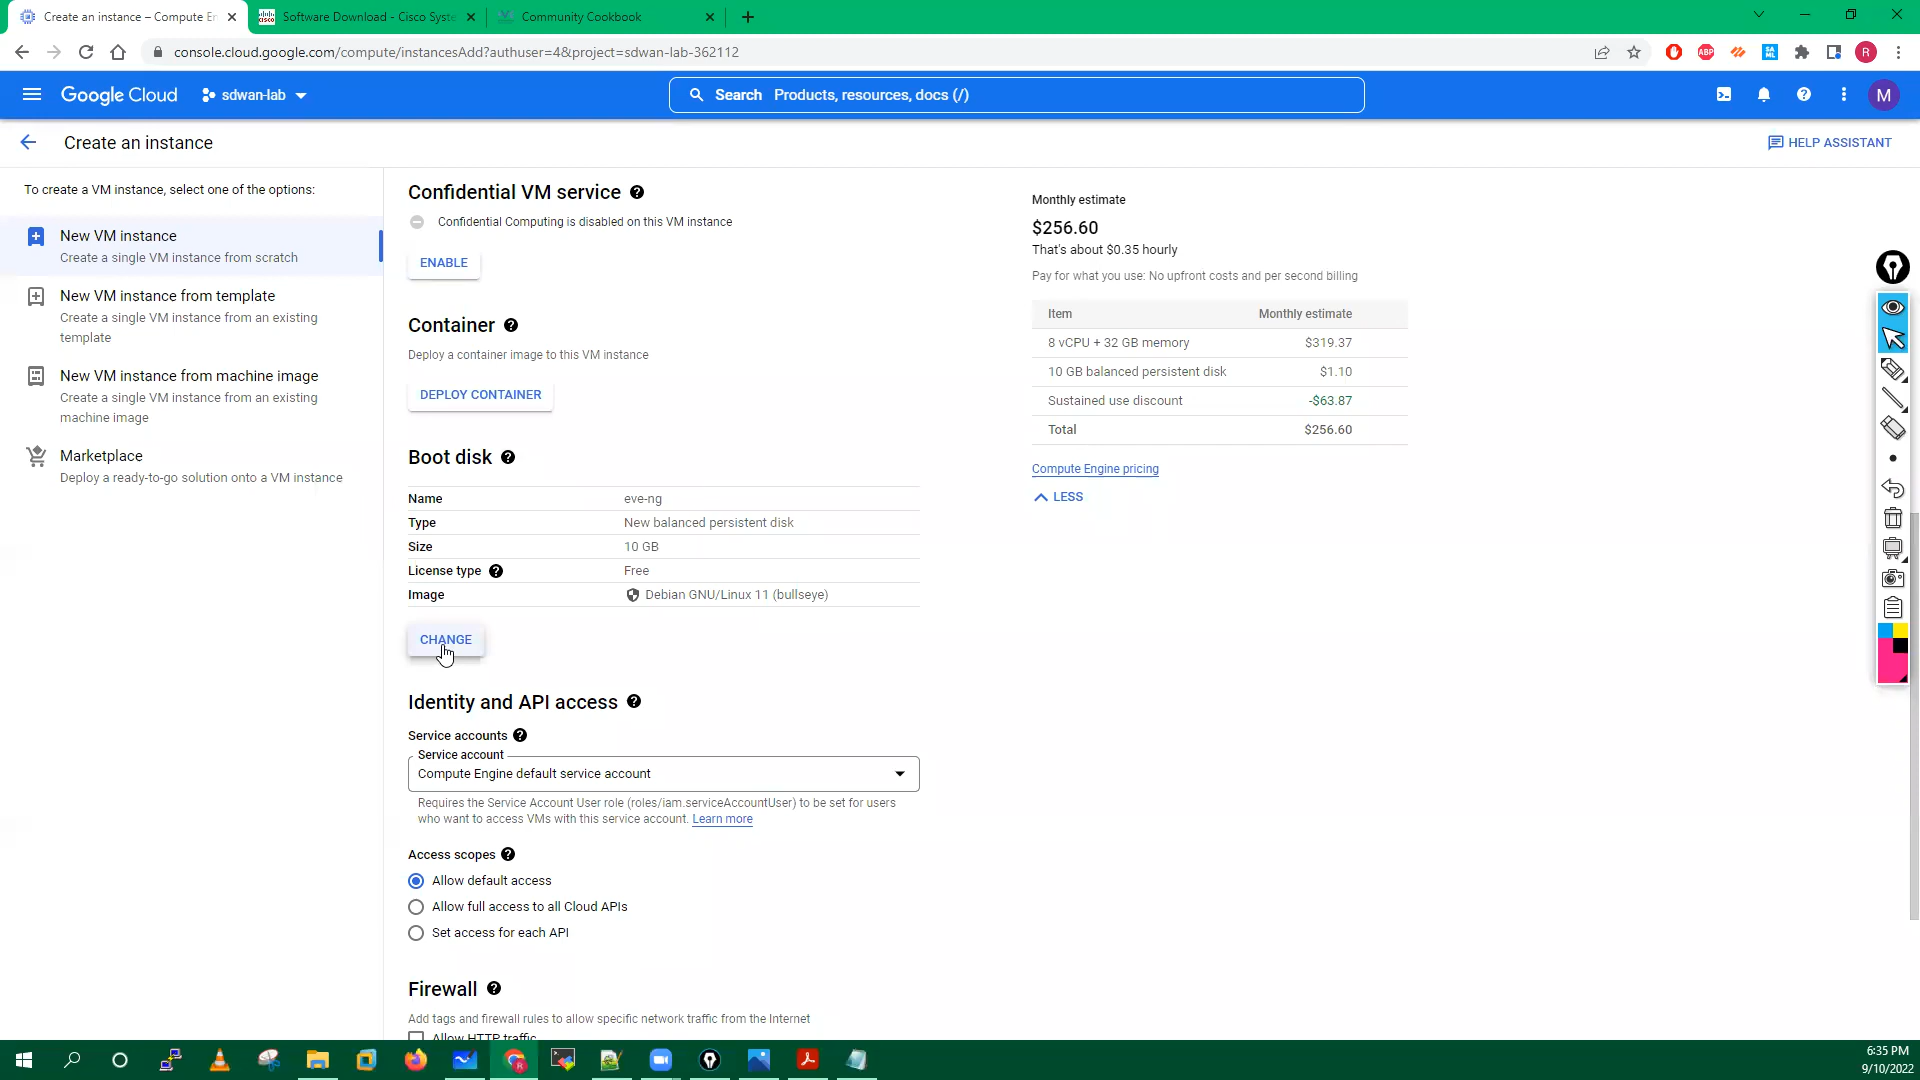 Create an instance – Compute En
Software Download - Cisco Syste
Community Cookbook
console.cloud.google.com/compute/instancesAdd?authuser=4&project=sdwan-lab-362112
ABP
R
Google Cloud
sdwan-lab
Search Products, resources, docs (/)
M
Create an instance
HELP ASSISTANT
To create a VM instance, select one of the options:
New VM instance
Create a single VM instance from scratch
New VM instance from template
Create a single VM instance from an existing
template
New VM instance from machine image
Create a single VM instance from an existing
machine image
Marketplace
Deploy a ready-to-go solution onto a VM instance
Confidential VM service
Confidential Computing is disabled on this VM instance
ENABLE
Container
Deploy a container image to this VM instance
DEPLOY CONTAINER
Boot disk
Name eve-ng
Type New balanced persistent disk
Size 10 GB
License type Free
Image Debian GNU/Linux 11 (bullseye)
CHANGE
Identity and API access
Service accounts
Service account
Compute Engine default service account
Requires the Service Account User role (roles/iam.serviceAccountUser) to be set for users
who want to access VMs with this service account. Learn more
Access scopes
Allow default access
Allow full access to all Cloud APIs
Set access for each API
Firewall
Add tags and firewall rules to allow specific network traffic from the Internet
Allow HTTP traffic
Monthly estimate
$256.60
That's about $0.35 hourly
Pay for what you use: No upfront costs and per second billing
Item Monthly estimate
8 vCPU + 32 GB memory $319.37
10 GB balanced persistent disk $1.10
Sustained use discount -$63.87
Total $256.60
Compute Engine pricing
LESS
6:35 PM
9/10/2022